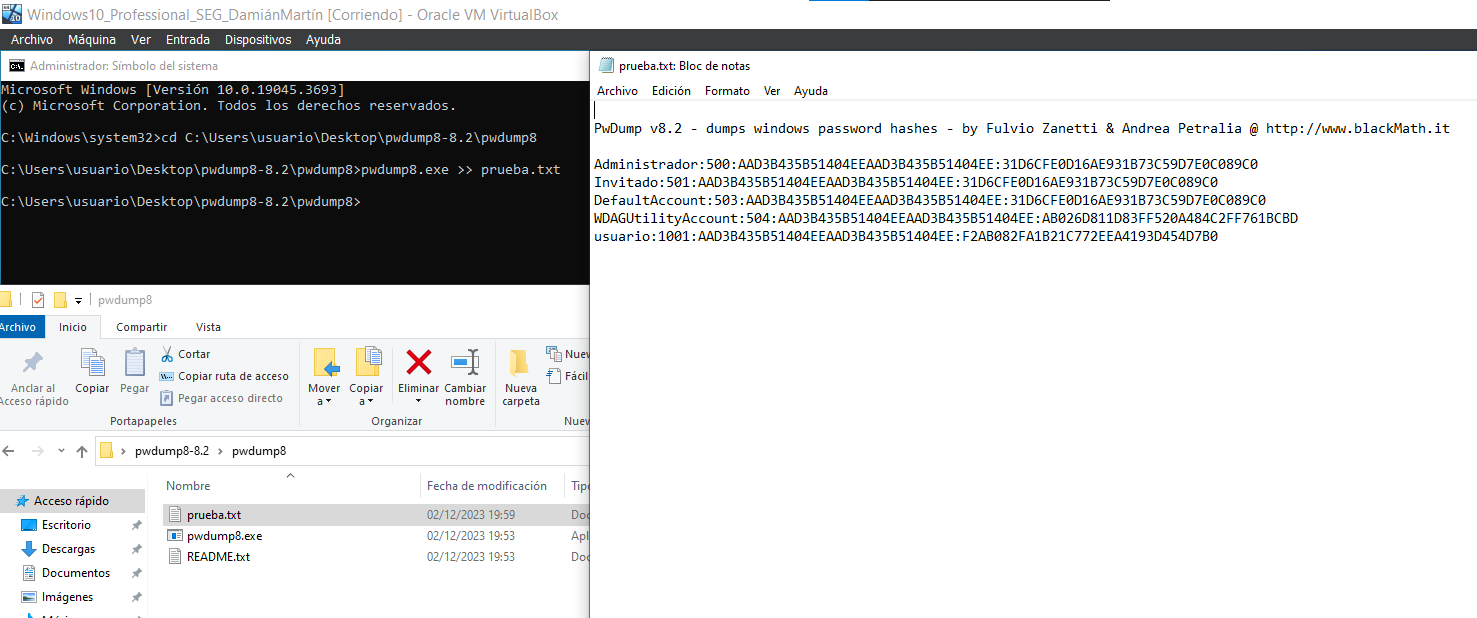 Windows10_Professional_SEG_DamiánMartín [Corriendo] - Oracle VM VirtualBox
Archivo Máquina Ver Entrada Dispositivos Ayuda
Administrador: Símbolo del sistema
Microsoft Windows [Versión 10.0.19045.3693]
(c) Microsoft Corporation. Todos los derechos reservados.
C:\Windows\system32>cd C:\Users\usuario\Desktop\pwdump8-8.2\pwdump8
C:\Users\usuario\Desktop\pwdump8-8.2\pwdump8>pwdump8.exe >> prueba.txt
C:\Users\usuario\Desktop\pwdump8-8.2\pwdump8>
prueba.txt: Bloc de notas
Archivo Edición Formato Ver Ayuda
PwDump v8.2 - dumps windows password hashes - by Fulvio Zanetti & Andrea Petralia @ http://www.blackMath.it
Administrador:500:AAD3B435B51404EEAAD3B435B51404EE:31D6CFE0D16AE931B73C59D7E0C089C0
Invitado:501:AAD3B435B51404EEAAD3B435B51404EE:31D6CFE0D16AE931B73C59D7E0C089C0
DefaultAccount:503:AAD3B435B51404EEAAD3B435B51404EE:31D6CFE0D16AE931B73C59D7E0C089C0
WDAGUtilityAccount:504:AAD3B435B51404EEAAD3B435B51404EE:AB026D811D83FF520A484C2FF761BCBD
usuario:1001:AAD3B435B51404EEAAD3B435B51404EE:F2AB082FA1B21C772EEA4193D454D7B0
pwdump8
Archivo Inicio Compartir Vista
Anclar al
Acceso rápido
Copiar
Pegar
Cortar
Copiar ruta de acceso
Pegar acceso directo
Portapapeles
Mover
a
Copiar
a
Eliminar
Cambiar
nombre
Organizar
Nueva
carpeta
Fácil
pwdump8-8.2 > pwdump8
Nombre Fecha de modificación
Acceso rápido
Escritorio
Descargas
Documentos
Imágenes
prueba.txt 02/12/2023 19:59
pwdump8.exe 02/12/2023 19:53
README.txt 02/12/2023 19:53